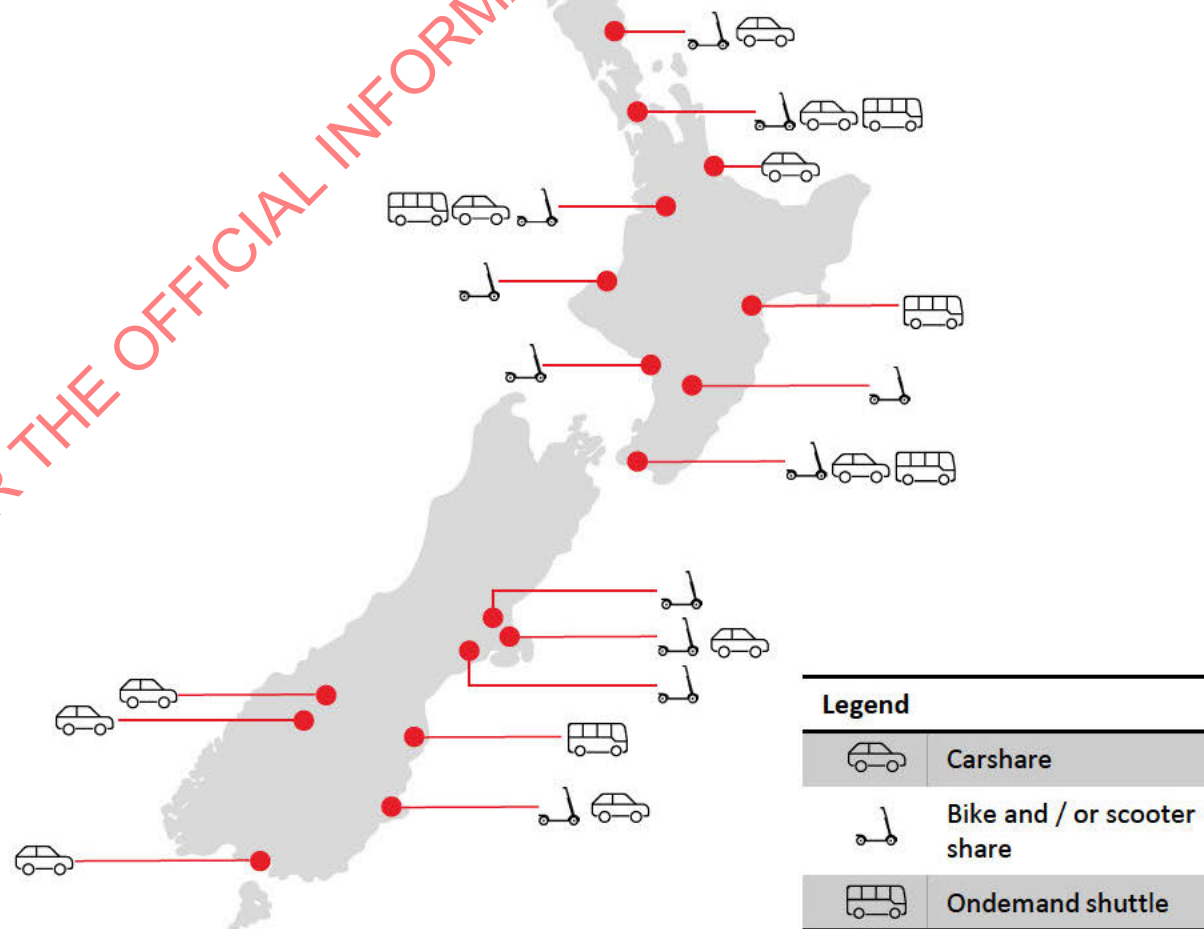 R THE OFFICIAL INFORM
Legend
Carshare
Bike and / or scooter
share
Ondemand shuttle